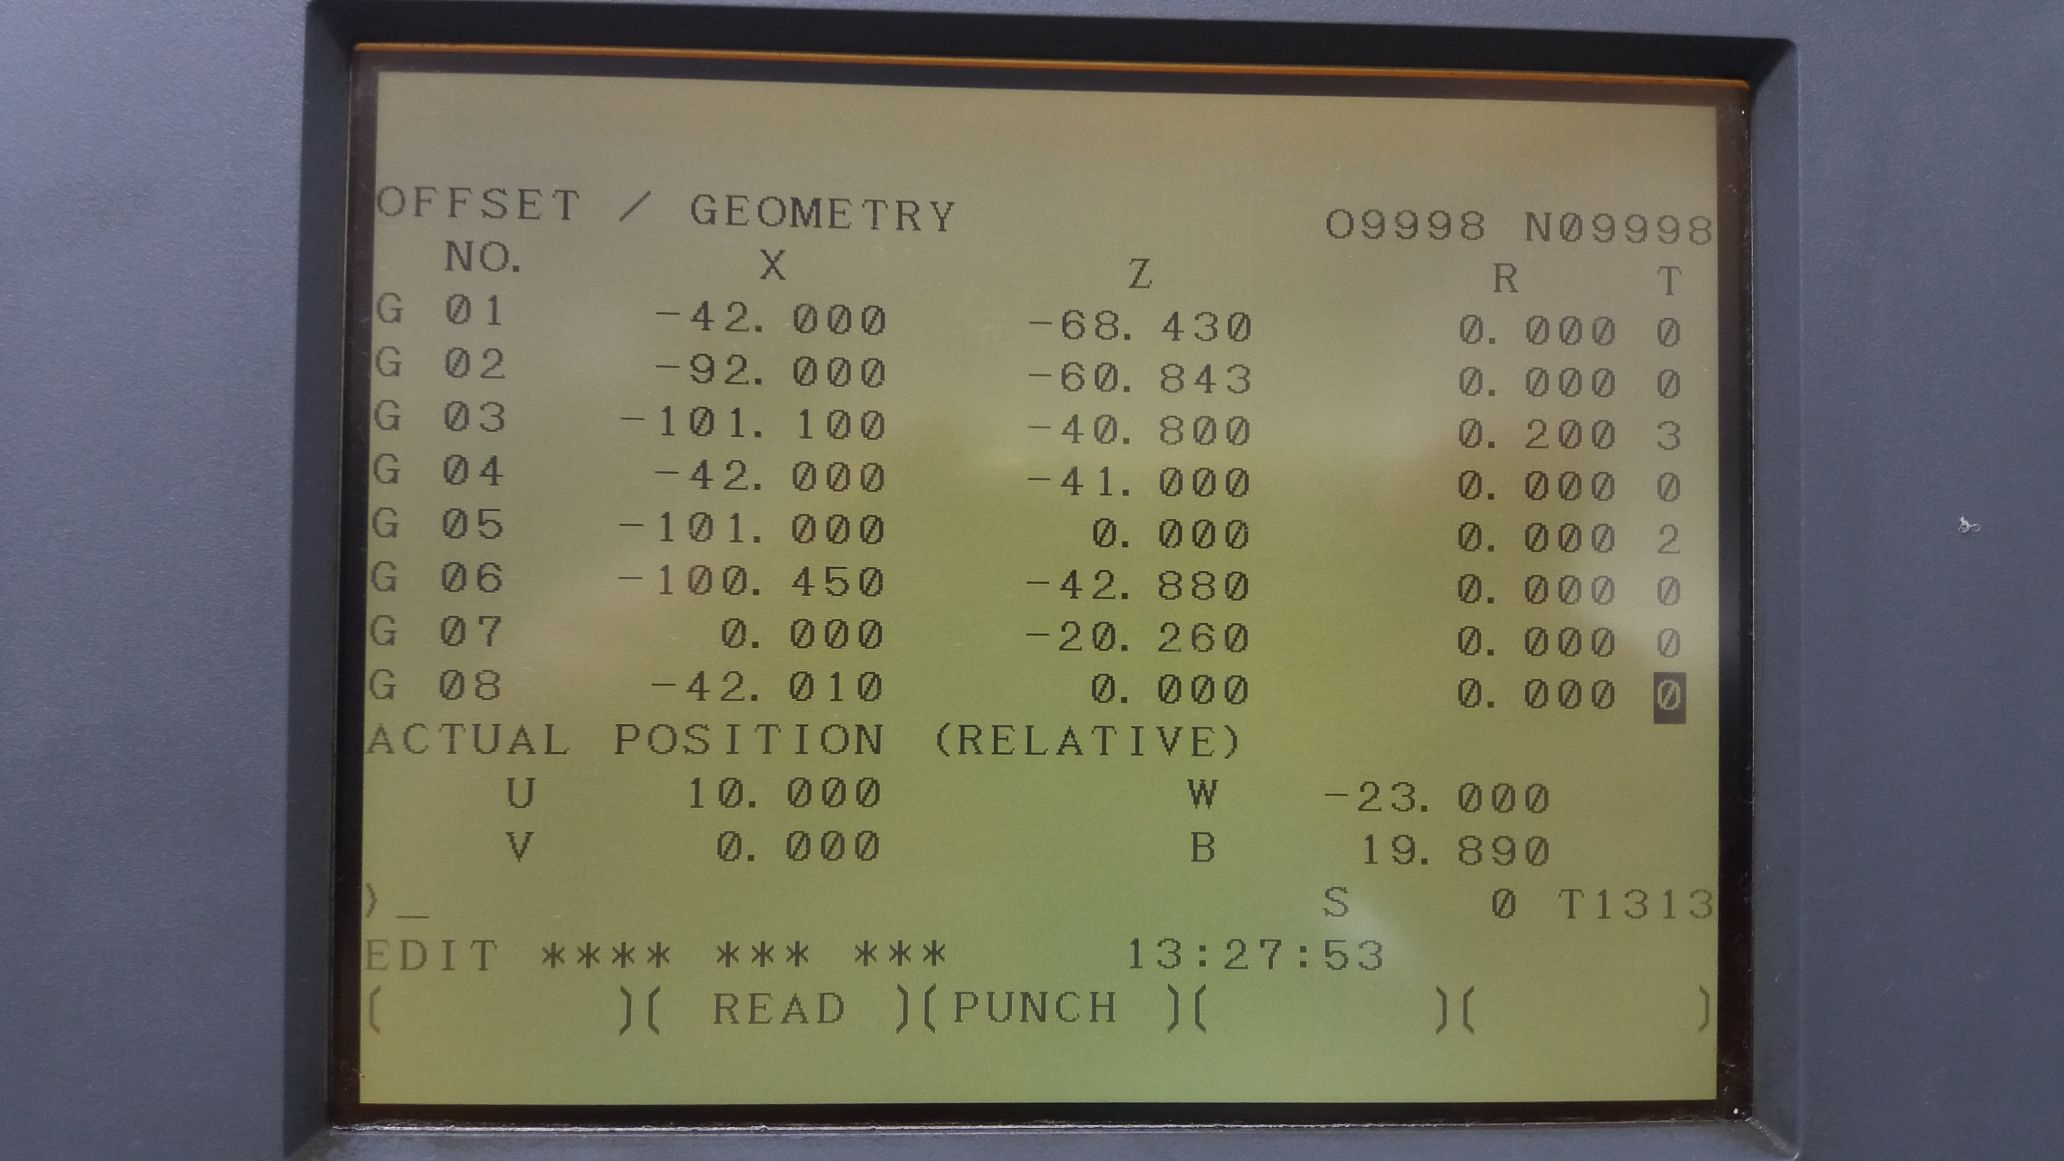 OFFSET / GEOMETRY O9998 N09998
NO. X Z R T
G 01 -42.000 -68.430 0.000 0
G 02 -92.000 -60.843 0.000 0
G 03 -101.100 -40.800 0.200 3
G 04 -42.000 -41.000 0.000 0
G 05 -101.000 0.000 0.000 2
G 06 -100.450 -42.880 0.000 0
G 07 0.000 -20.260 0.000 0
G 08 -42.010 0.000 0.000 0
ACTUAL POSITION (RELATIVE)
U 10.000 W -23.000
V 0.000 B 19.890
)_ S 0 T1313
EDIT **** *** *** 13:27:53
( )( READ )(PUNCH )( )( )